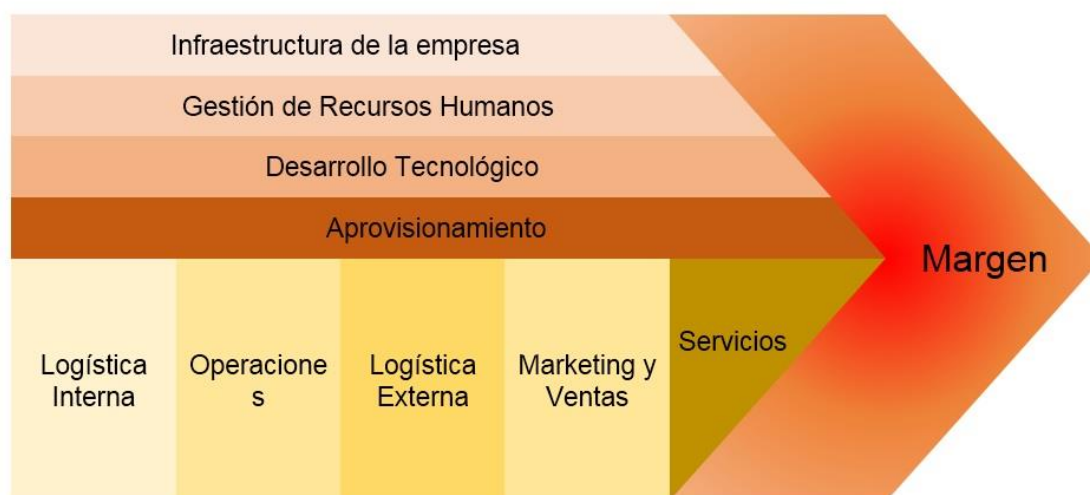 Infraestructura de la empresa
Gestión de Recursos Humanos
Desarrollo Tecnológico
Aprovisionamiento
Margen
Logística
Interna
Operacione
s
Logística
Externa
Marketing y
Ventas
Servicios